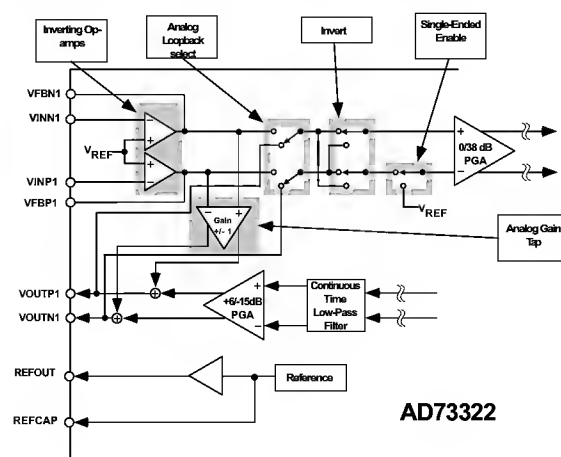 Inverting Op-
amps
Analog
Loopback
select
Invert
Single-Ended
Enable
VFBN1
VINN1
VREF
VINP1
VFBP1
−
+
+
−
+
−
0/38 dB
PGA
VREF
−
+
Gain
+/- 1
Analog Gain
Tap
VOUTP1
VOUTN1
+6/-15dB
PGA
+
−
Continuous
Time
Low-Pass
Filter
REFOUT
REFCAP
Reference
AD73322